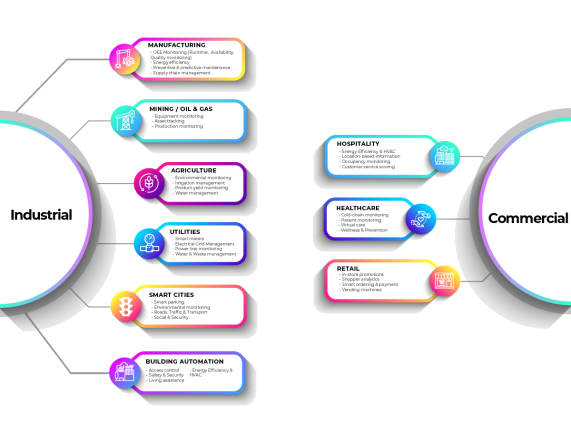 Industrial
MANUFACTURING
- OEE Monitoring (Runtime, Availability,
Quality monitoring)
- Energy efficiency
- Preventive & predictive maintenance
- Supply chain management
MINING / OIL & GAS
- Equipment monitoring
- Asset tracking
- Production monitoring
AGRICULTURE
- Environmental monitoring
- Irrigation management
- Product yield monitoring
- Water management
UTILITIES
- Smart meters
- Electrical Grid Management
- Power line monitoring
- Water & Waste management
SMART CITIES
- Smart parking
- Environmental monitoring
- Roads, Traffic & Transport
- Social & Security
BUILDING AUTOMATION
- Access control
- Safety & Security
- Living assistance
- Energy Efficiency &
HVAC
Commercial
HOSPITALITY
- Energy Efficiency & HVAC
- Location-based information
- Occupancy monitoring
- Customer service scoring
HEALTHCARE
- Cold-chain monitoring
- Patient monitoring
- Virtual care
- Wellness & Prevention
RETAIL
- In-store promotions
- Shopper analytics
- Smart ordering & payment
- Vending machines